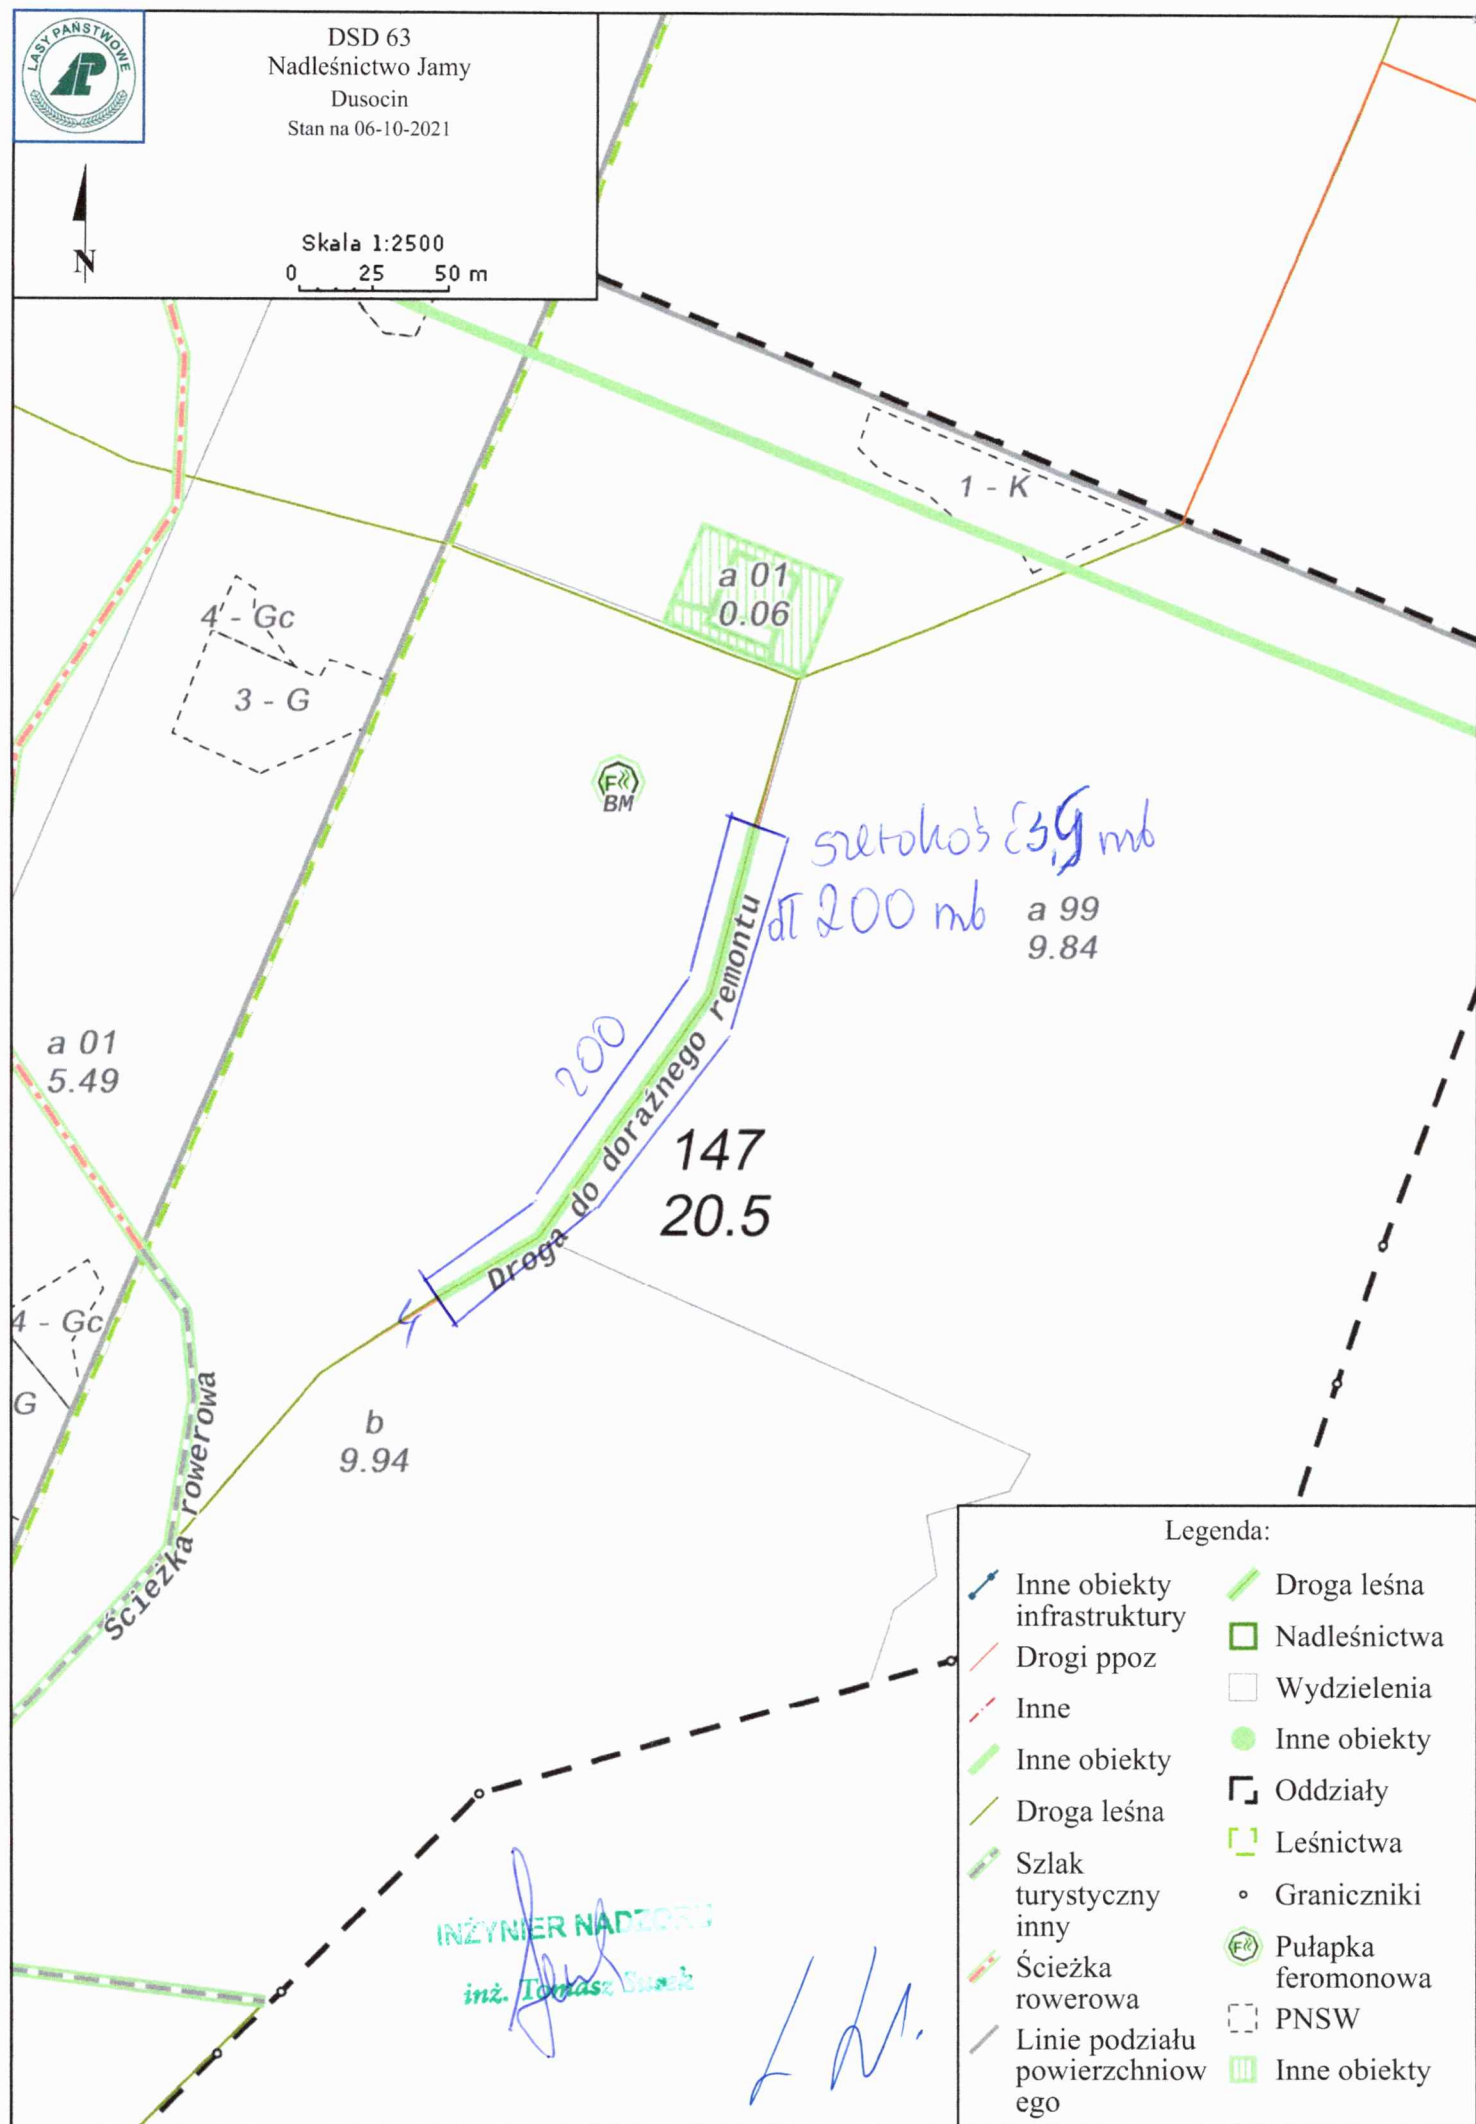 LASY PAŃSTWOWE
LP
DSD 63
Nadleśnictwo Jamy
Dusocin
Stan na 06-10-2021
N
Skala 1:2500
0 25 50 m
1 - K
a 01
0.06
4 - Gc
3 - G
F
BM
szerokość 3,9 mb
dł 200 mb
a 99
9.84
200
Droga do doraźnego remontu
a 01
5.49
147
20.5
4 - Gc
G
b
9.94
Ścieżka rowerowa
INŻYNIER NADZORU
inż. Tomasz
Legenda:
Inne obiekty
infrastruktury
Drogi ppoz
Inne
Inne obiekty
Droga leśna
Szlak
turystyczny
inny
Ścieżka
rowerowa
Linie podziału
powierzchniow
ego
Droga leśna
Nadleśnictwa
Wydzielenia
Inne obiekty
Oddziały
Leśnictwa
Graniczniki
F
Pułapka
feromonowa
PNSW
Inne obiekty